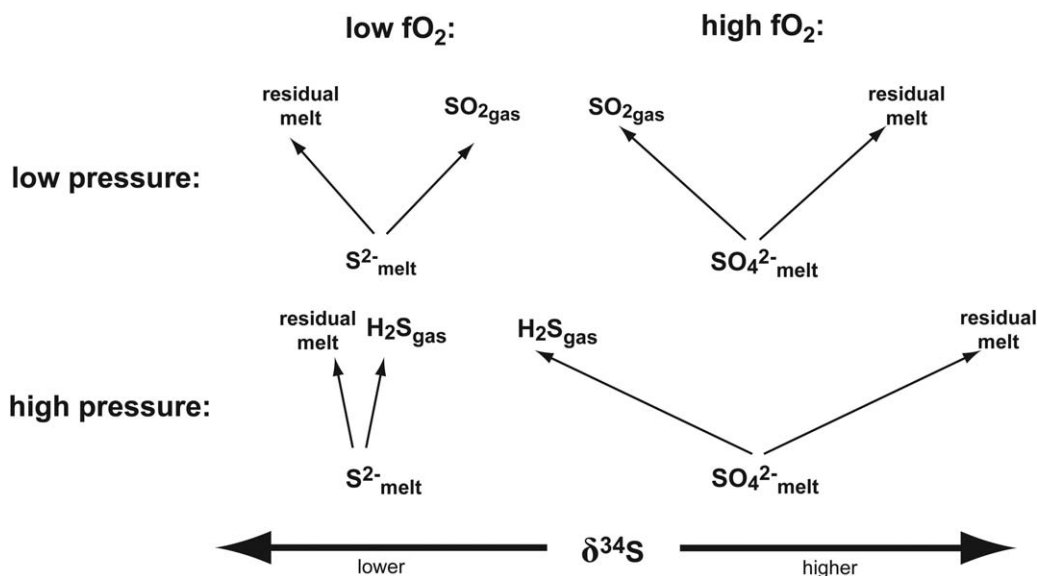 low fO₂: high fO₂:
residual melt SO₂gas SO₂gas residual melt
low pressure:
S²⁻melt SO₄²⁻melt
residual melt H₂Sgas H₂Sgas residual melt
high pressure:
S²⁻melt SO₄²⁻melt
δ³⁴S
lower higher